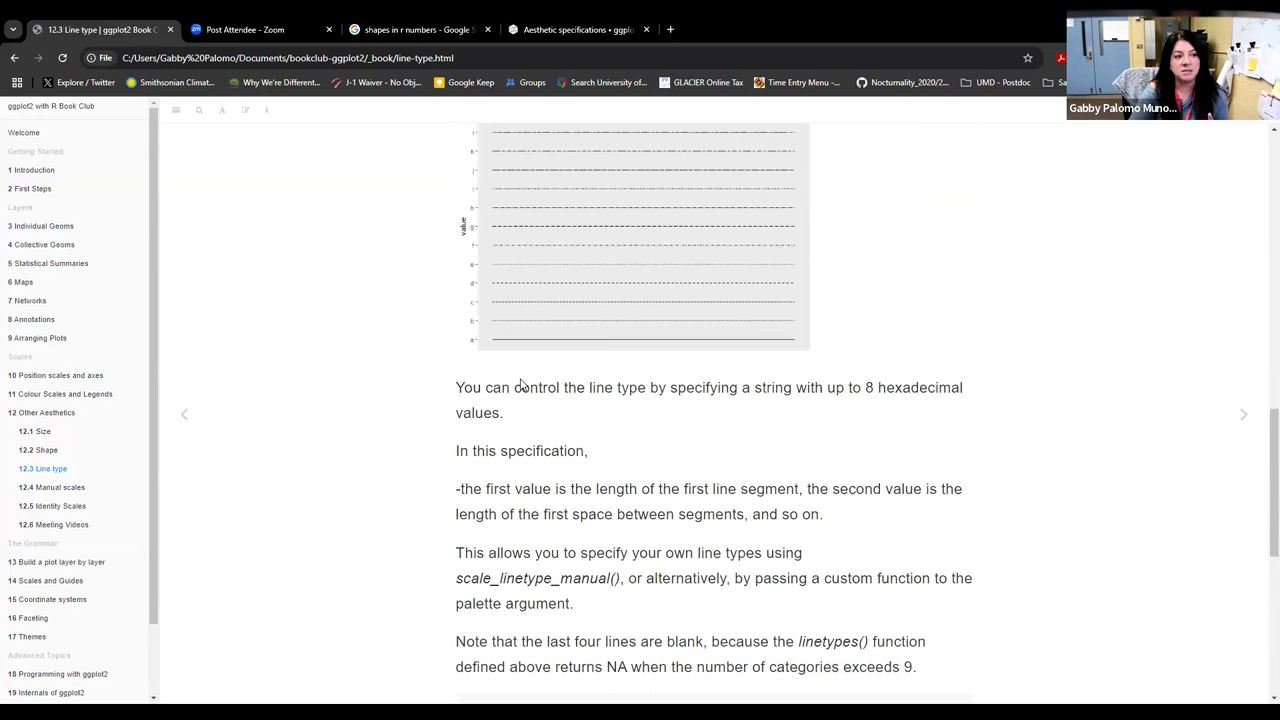 12.3 Line type | ggplot2 Book C
Post Attendee - Zoom
shapes in r numbers - Google S
Aesthetic specifications • ggplo
File
C:/Users/Gabby%20Palomo/Documents/bookclub-ggplot2/_book/line-type.html
Explore / Twitter
Smithsonian Climat...
Why We're Different...
J-1 Waiver - No Obj...
Google Keep
Groups
Search University of...
GLACIER Online Tax
Time Entry Menu -...
Nocturnality_2020/2...
UMD - Postdoc
Sa
Gabby Palomo Muno...
ggplot2 with R Book Club
Welcome
Getting Started
1 Introduction
2 First Steps
Layers
3 Individual Geoms
4 Collective Geoms
5 Statistical Summaries
6 Maps
7 Networks
8 Annotations
9 Arranging Plots
Scales
10 Position scales and axes
11 Colour Scales and Legends
12 Other Aesthetics
12.1 Size
12.2 Shape
12.3 Line type
12.4 Manual scales
12.5 Identity Scales
12.6 Meeting Videos
The Grammar
13 Build a plot layer by layer
14 Scales and Guides
15 Coordinate systems
16 Faceting
17 Themes
Advanced Topics
18 Programming with ggplot2
19 Internals of ggplot2
value
l
k
j
i
h
g
f
e
d
c
b
a
You can control the line type by specifying a string with up to 8 hexadecimal
values.
In this specification,
-the first value is the length of the first line segment, the second value is the
length of the first space between segments, and so on.
This allows you to specify your own line types using
scale_linetype_manual(), or alternatively, by passing a custom function to the
palette argument.
Note that the last four lines are blank, because the linetypes() function
defined above returns NA when the number of categories exceeds 9.